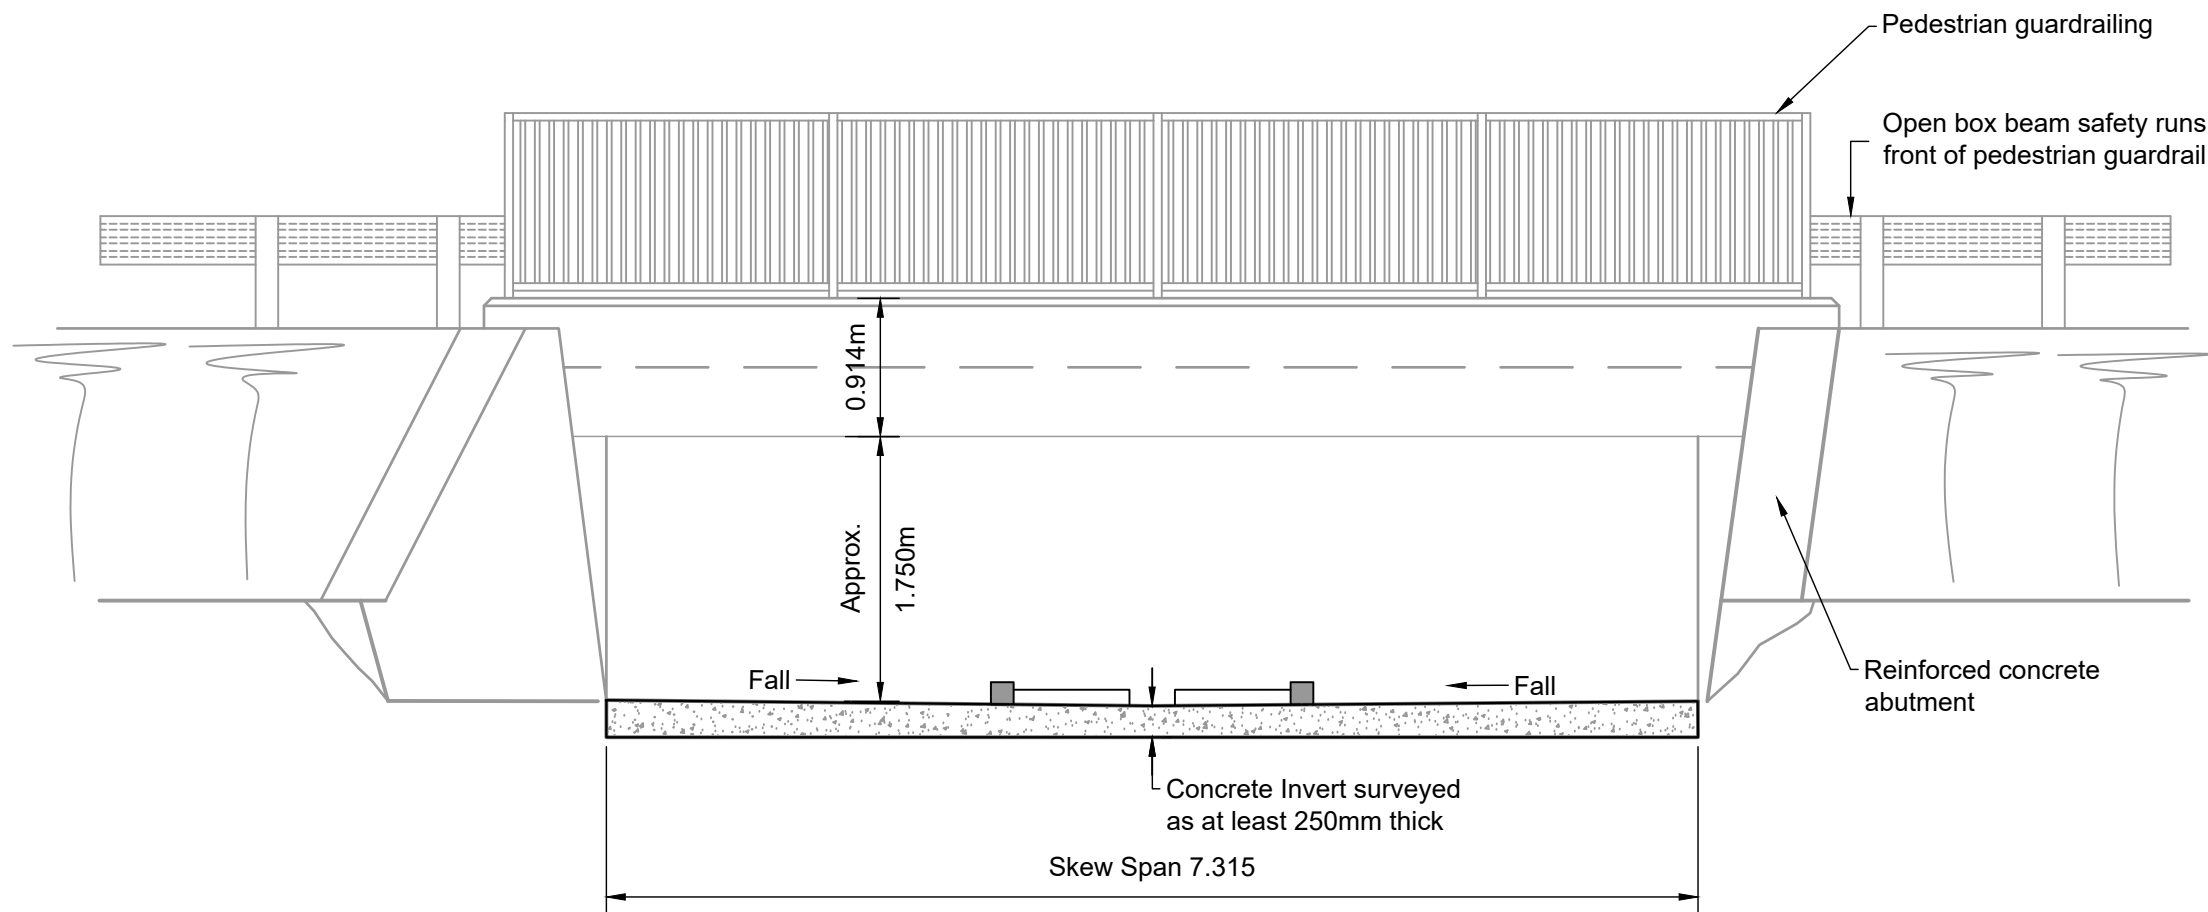 Pedestrian guardrailing
Open box beam safety runs
front of pedestrian guardrail
0.914m
Approx.
1.750m
Fall
Fall
Reinforced concrete
abutment
Concrete Invert surveyed
as at least 250mm thick
Skew Span 7.315